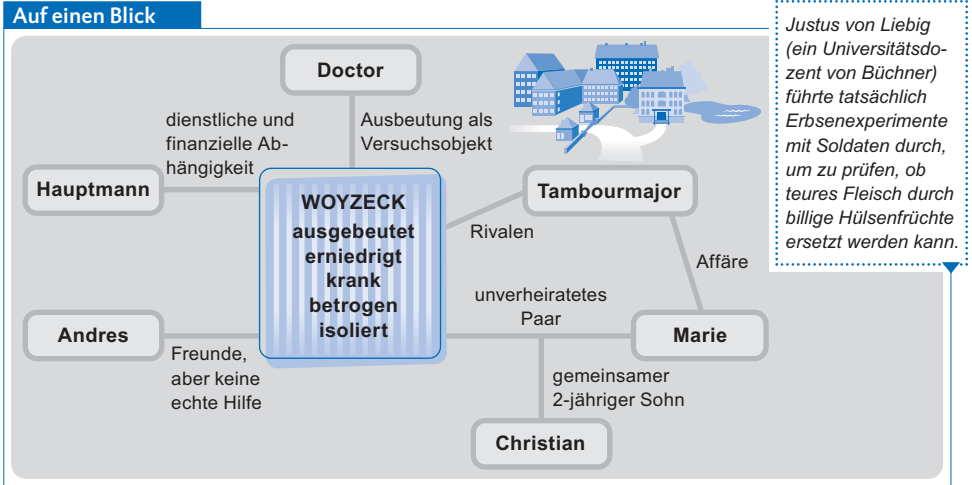 Auf einen Blick
Justus von Liebig
(ein Universitätsdo-
zent von Büchner)
führte tatsächlich
Erbsenexperimente
mit Soldaten durch,
um zu prüfen, ob
teures Fleisch durch
billige Hülsenfrüchte
ersetzt werden kann.
Doctor
dienstliche und
finanzielle Ab-
hängigkeit
Ausbeutung als
Versuchsobjekt
Hauptmann
WOYZECK
ausgebeutet
erniedrigt
krank
betrogen
isoliert
Tambourmajor
Rivalen
Affäre
unverheiratetes
Paar
Andres
Marie
Freunde,
aber keine
echte Hilfe
gemeinsamer
2-jähriger Sohn
Christian